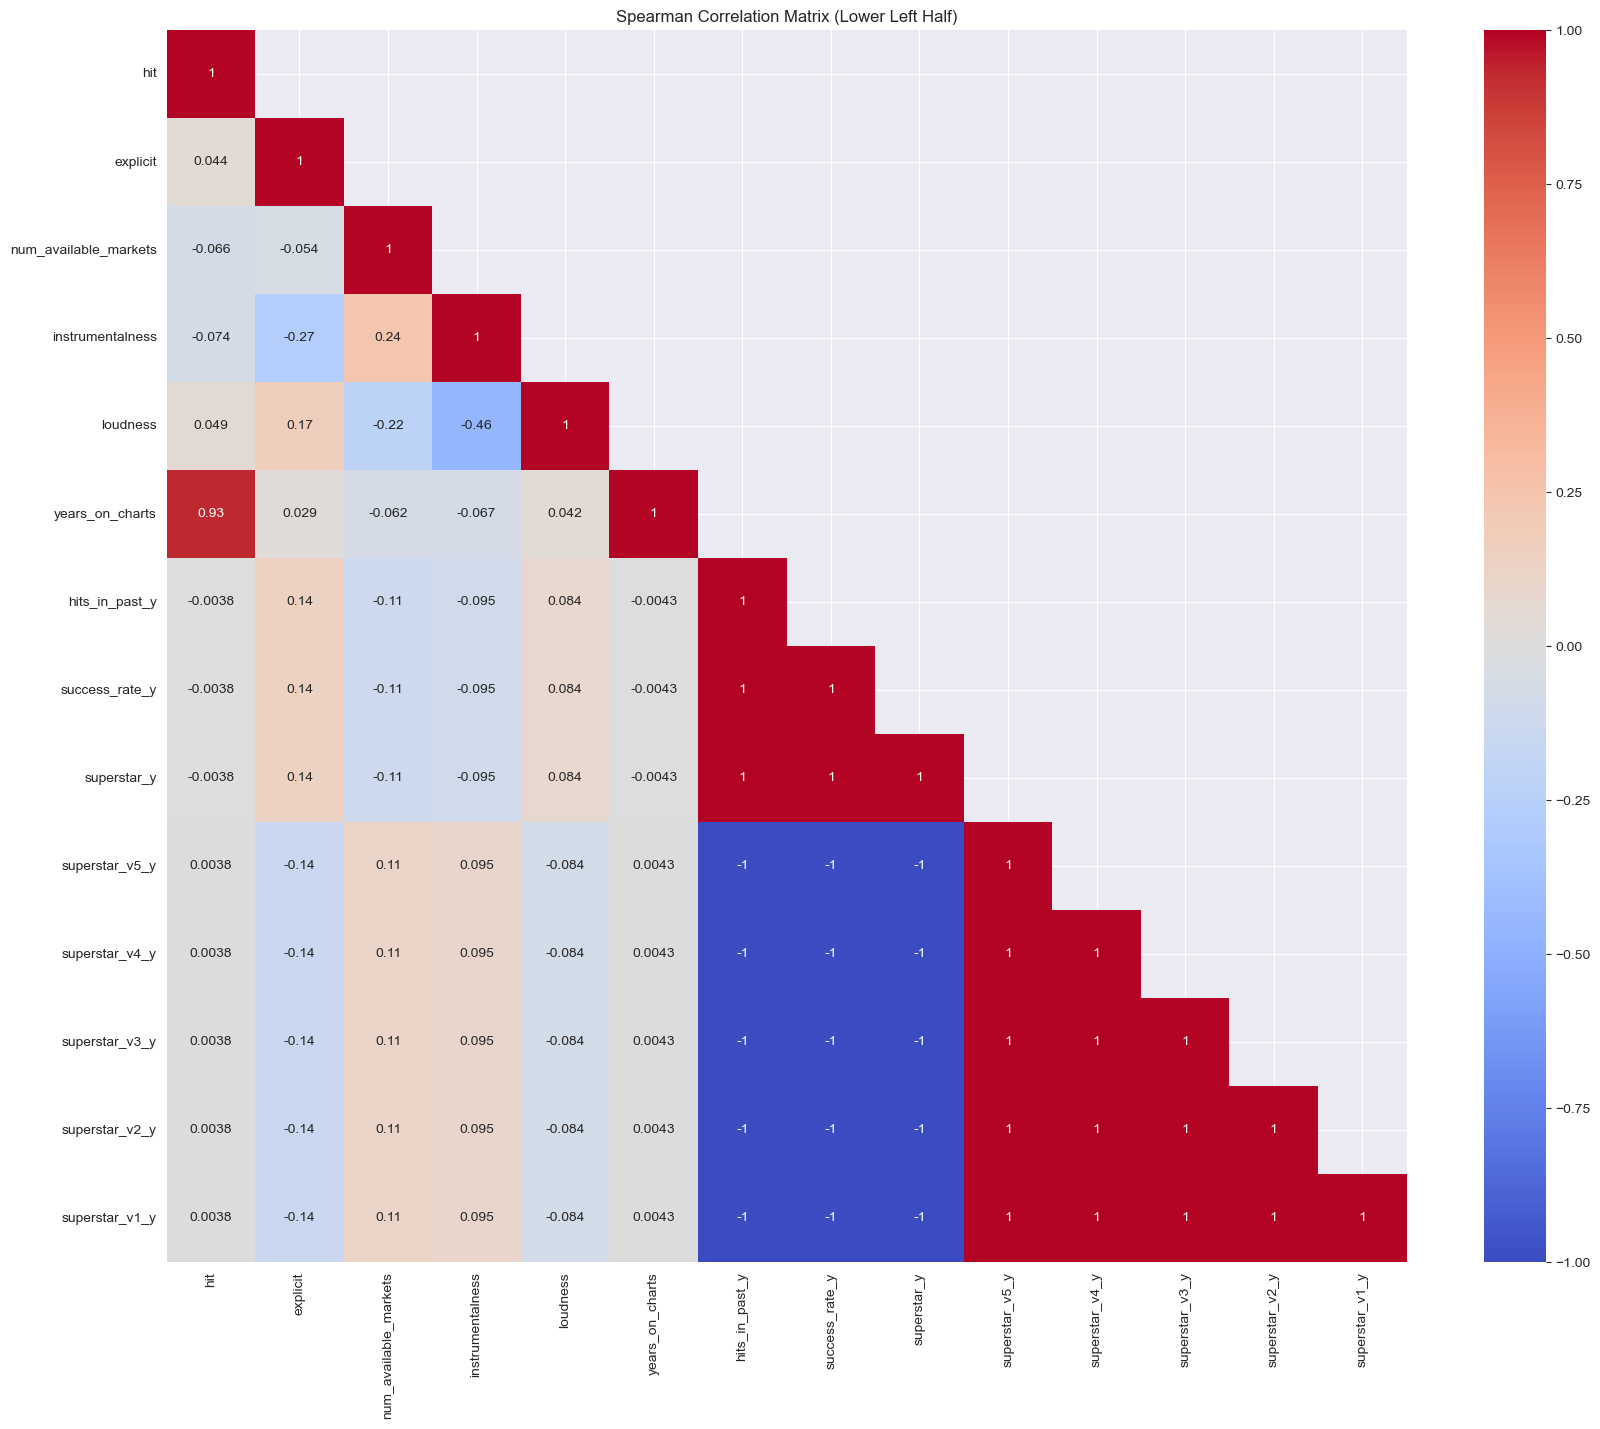 Spearman Correlation Matrix (Lower Left Half)
hit 1
explicit 0.044 1
num_available_markets -0.066 -0.054 1
instrumentalness -0.074 -0.27 0.24 1
loudness 0.049 0.17 -0.22 -0.46 1
years_on_charts 0.93 0.029 -0.062 -0.067 0.042 1
hits_in_past_y -0.0038 0.14 -0.11 -0.095 0.084 -0.0043 1
success_rate_y -0.0038 0.14 -0.11 -0.095 0.084 -0.0043 1 1
superstar_y -0.0038 0.14 -0.11 -0.095 0.084 -0.0043 1 1 1
superstar_v5_y 0.0038 -0.14 0.11 0.095 -0.084 0.0043 -1 -1 -1 1
superstar_v4_y 0.0038 -0.14 0.11 0.095 -0.084 0.0043 -1 -1 -1 1 1
superstar_v3_y 0.0038 -0.14 0.11 0.095 -0.084 0.0043 -1 -1 -1 1 1 1
superstar_v2_y 0.0038 -0.14 0.11 0.095 -0.084 0.0043 -1 -1 -1 1 1 1 1
superstar_v1_y 0.0038 -0.14 0.11 0.095 -0.084 0.0043 -1 -1 -1 1 1 1 1 1
hit
explicit
num_available_markets
instrumentalness
loudness
years_on_charts
hits_in_past_y
success_rate_y
superstar_y
superstar_v5_y
superstar_v4_y
superstar_v3_y
superstar_v2_y
superstar_v1_y
1.00
0.75
0.50
0.25
0.00
−0.25
−0.50
−0.75
−1.00